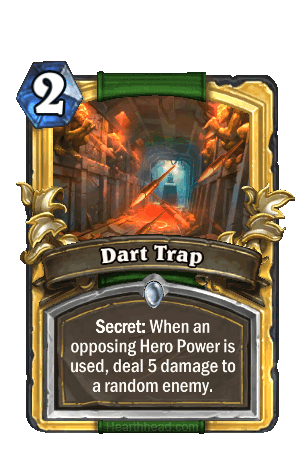 2
Dart Trap
Secret: When an
opposing Hero Power is
used, deal 5 damage to
a random enemy.
Hearthhead.com